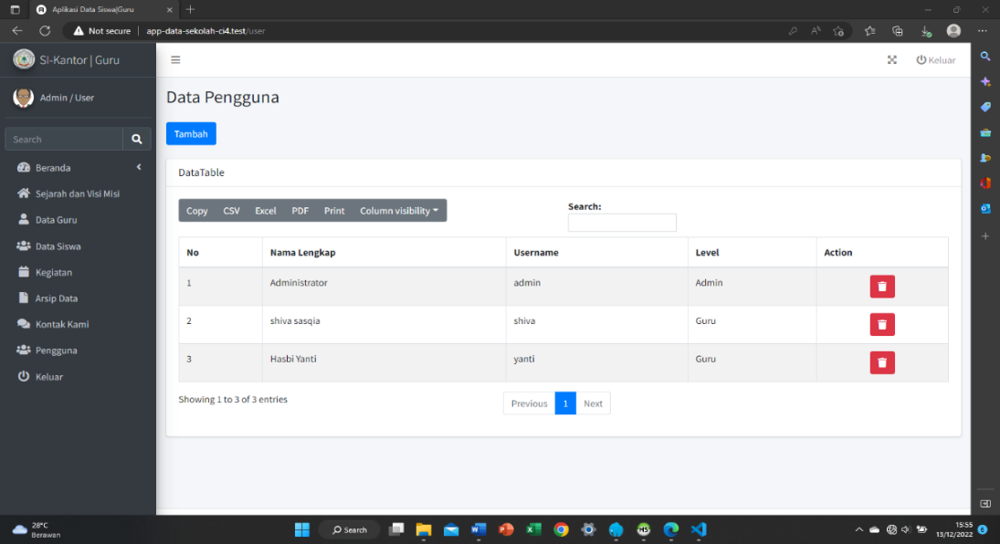 Aplikasi Data Siswa|Guru
Not secure | app-data-sekolah-ci4.test/user
SI-Kantor | Guru
Keluar
Admin / User
Search
Beranda
Sejarah dan Visi Misi
Data Guru
Data Siswa
Kegiatan
Arsip Data
Kontak Kami
Pengguna
Keluar
Data Pengguna
Tambah
DataTable
Copy CSV Excel PDF Print Column visibility
Search:
No Nama Lengkap Username Level Action
1 Administrator admin Admin
2 shiva sasqia shiva Guru
3 Hasbi Yanti yanti Guru
Showing 1 to 3 of 3 entries
Previous 1 Next
28°C
Berawan
Search
15:55
13/12/2022
6